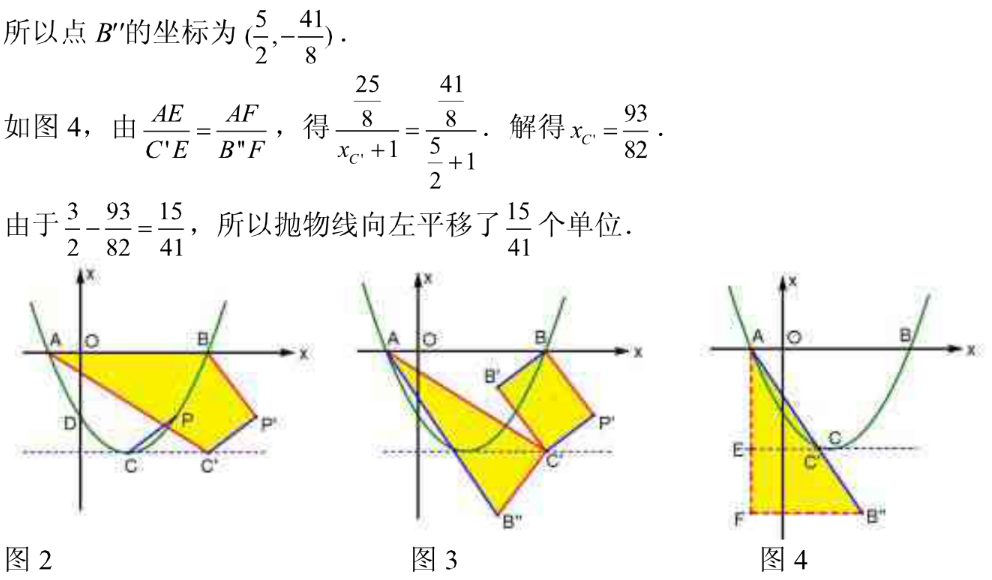 所以点 B″的坐标为 (5/2, -41/8) .
如图 4，由 AE/C'E = AF/B"F ，得 (25/8)/(x_C' + 1) = (41/8)/(5/2 + 1) . 解得 x_C' = 93/82 .
由于 3/2 - 93/82 = 15/41，所以抛物线向左平移了 15/41 个单位.
x
A O B x
D P P'
C C'
x
A O B x
B' P'
C'
B"
x
A O B x
E C' C
F B"
图 2 图 3 图 4